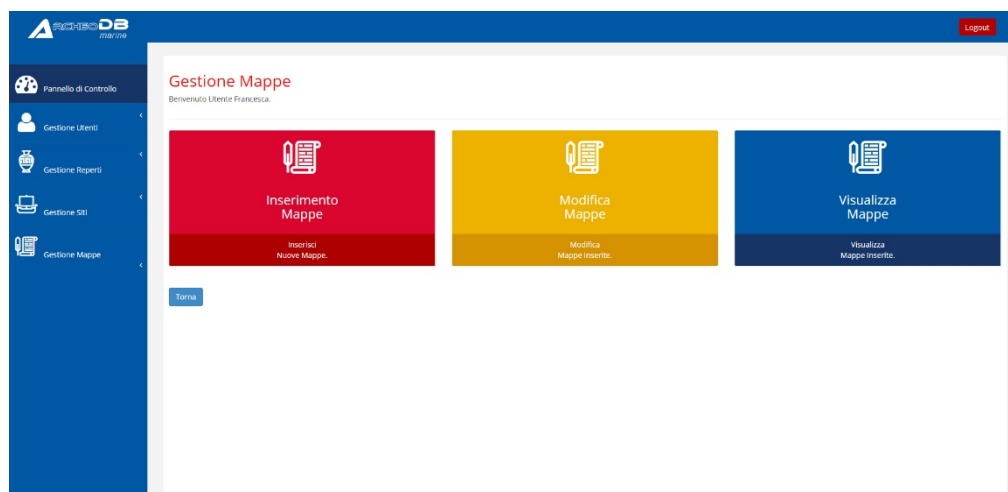 ARCHEODB
marine
Logout
Pannello di Controllo
Gestione Utenti
Gestione Reperti
Gestione Siti
Gestione Mappe
Gestione Mappe
Benvenuto Utente Francesca.
Inserimento
Mappe
Inserisci
Nuove Mappe.
Modifica
Mappe
Modifica
Mappe Inserite.
Visualizza
Mappe
Visualizza
Mappe Inserite.
Torna